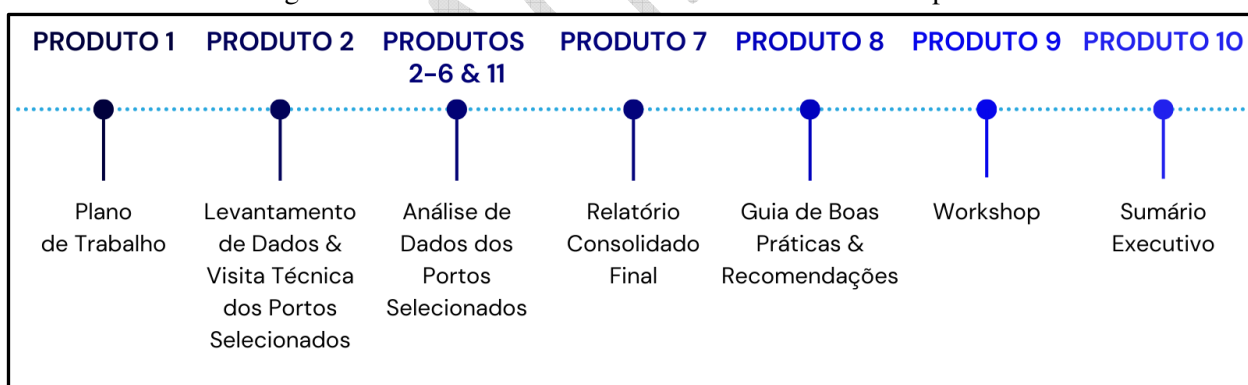 PRODUTO 1
PRODUTO 2
PRODUTOS
2-6 & 11
PRODUTO 7
PRODUTO 8
PRODUTO 9
PRODUTO 10
Plano
de Trabalho
Levantamento
de Dados &
Visita Técnica
dos Portos
Selecionados
Análise de
Dados dos
Portos
Selecionados
Relatório
Consolidado
Final
Guia de Boas
Práticas &
Recomendações
Workshop
Sumário
Executivo